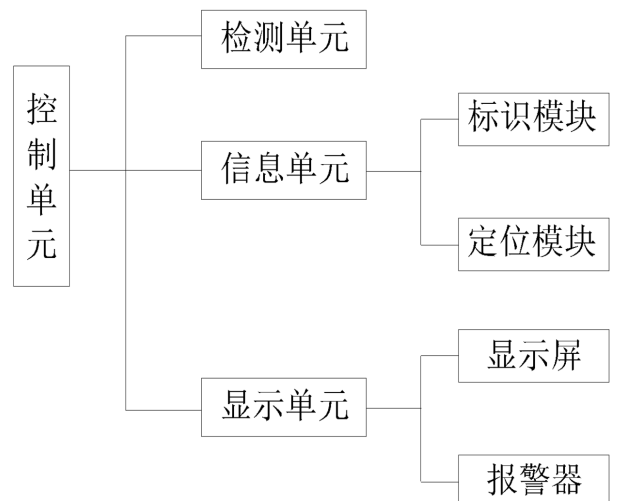 控制单元
检测单元
信息单元
标识模块
定位模块
显示单元
显示屏
报警器